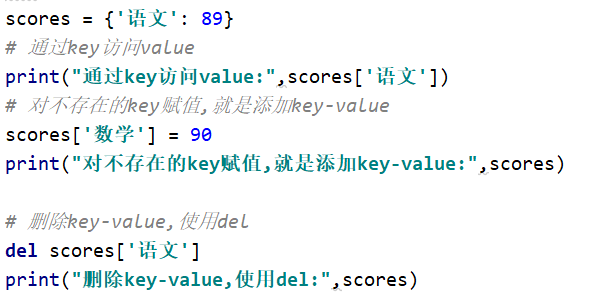 scores = {'语文': 89}
# 通过key访问value
print("通过key访问value:",scores['语文'])
# 对不存在的key赋值,就是添加key-value
scores['数学'] = 90
print("对不存在的key赋值,就是添加key-value:",scores)
# 删除key-value,使用del
del scores['语文']
print("删除key-value,使用del:",scores)